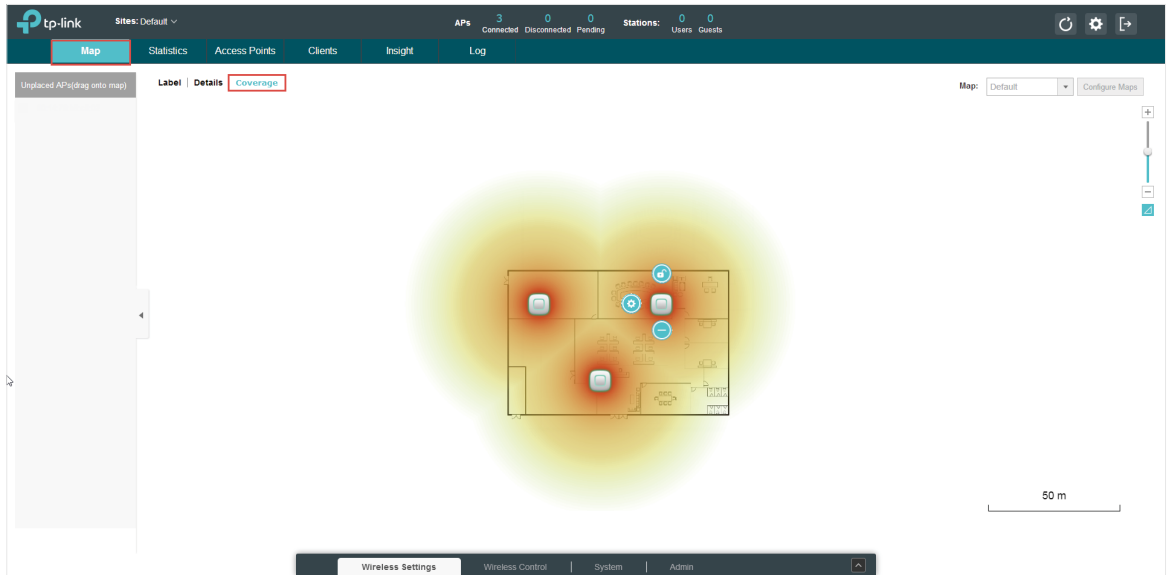 tp-link Sites: Default APs 3 0 0 Stations: 0 0
Connected Disconnected Pending Users Guests
Map Statistics Access Points Clients Insight Log
Unplaced APs(drag onto map) Label | Details Coverage Map: Default Configure Maps
50 m
Wireless Settings Wireless Control | System | Admin